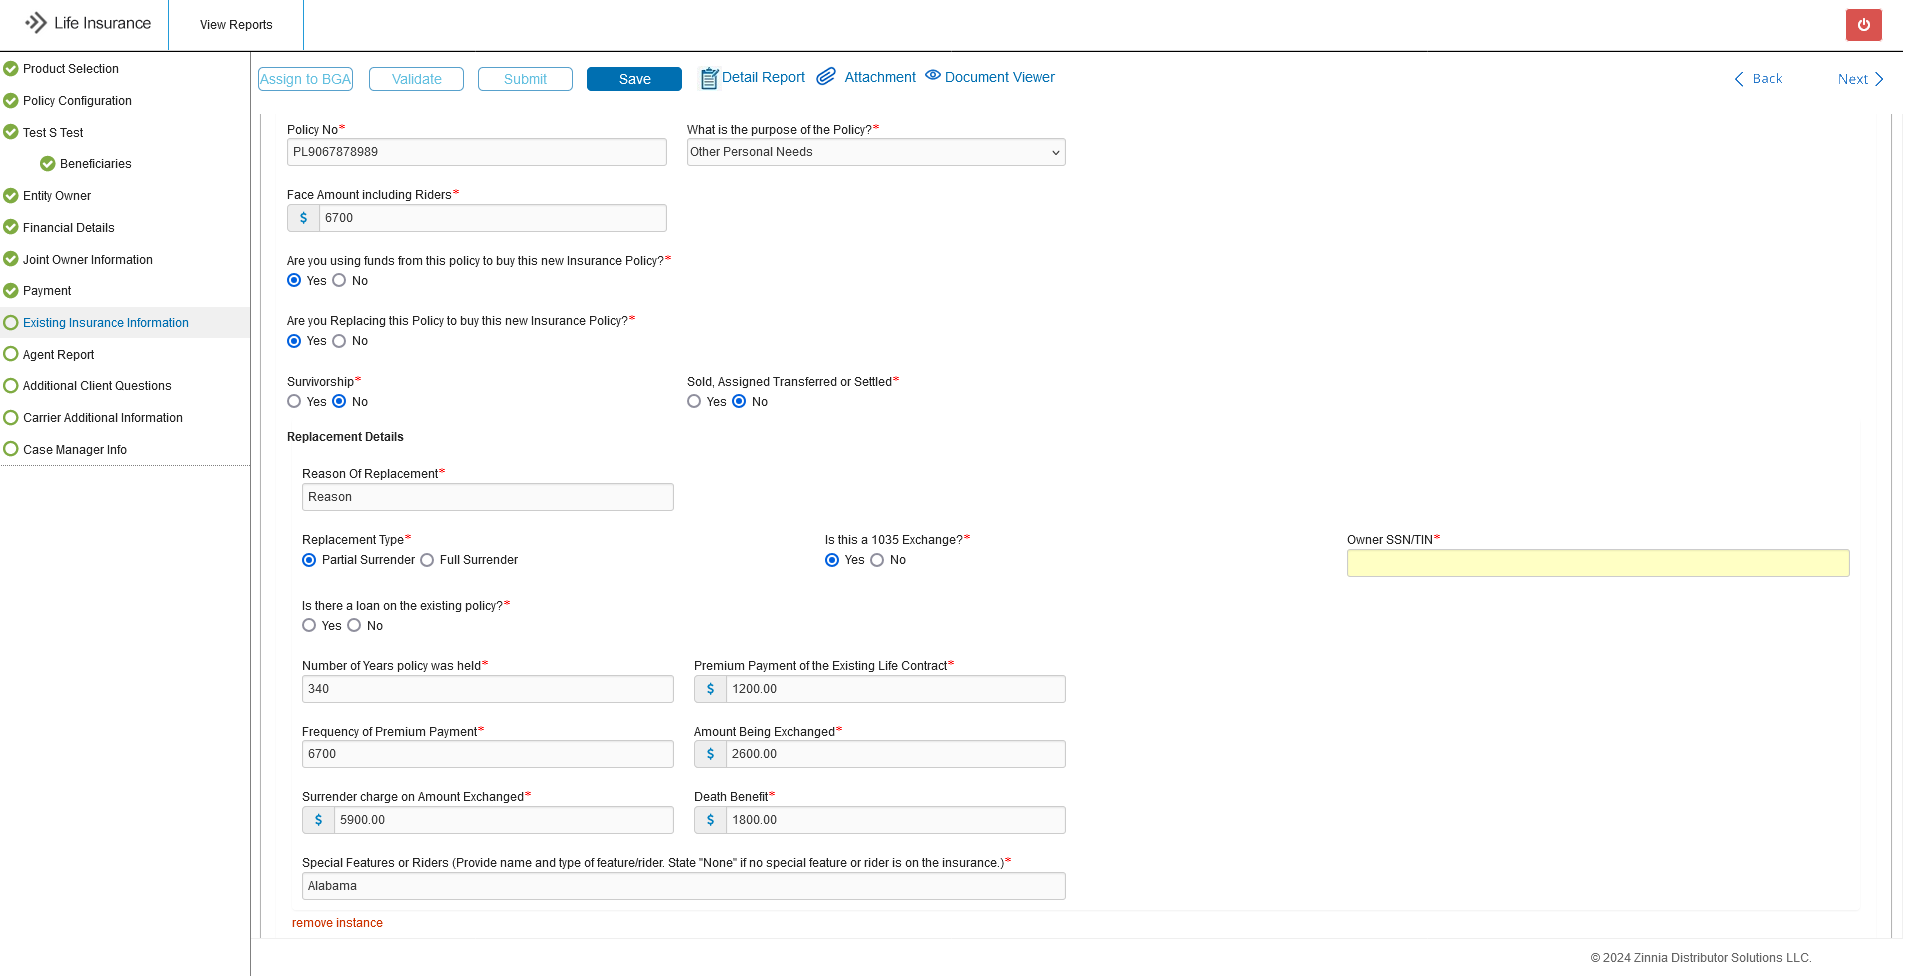 Life Insurance
View Reports
Product Selection
Policy Configuration
Test S Test
Beneficiaries
Entity Owner
Financial Details
Joint Owner Information
Payment
Existing Insurance Information
Agent Report
Additional Client Questions
Carrier Additional Information
Case Manager Info
Assign to BGA Validate Submit Save Detail Report Attachment Document Viewer Back Next
Policy No* What is the purpose of the Policy?*
PL9067878989 Other Personal Needs
Face Amount including Riders*
$ 6700
Are you using funds from this policy to buy this new Insurance Policy?*
Yes No
Are you Replacing this Policy to buy this new Insurance Policy?*
Yes No
Survivorship* Sold, Assigned Transferred or Settled*
Yes No Yes No
Replacement Details
Reason Of Replacement*
Reason
Replacement Type* Is this a 1035 Exchange?* Owner SSN/TIN*
Partial Surrender Full Surrender Yes No
Is there a loan on the existing policy?*
Yes No
Number of Years policy was held* Premium Payment of the Existing Life Contract*
340 $ 1200.00
Frequency of Premium Payment* Amount Being Exchanged*
6700 $ 2600.00
Surrender charge on Amount Exchanged* Death Benefit*
$ 5900.00 $ 1800.00
Special Features or Riders (Provide name and type of feature/rider. State "None" if no special feature or rider is on the insurance.)*
Alabama
remove instance
© 2024 Zinnia Distributor Solutions LLC.